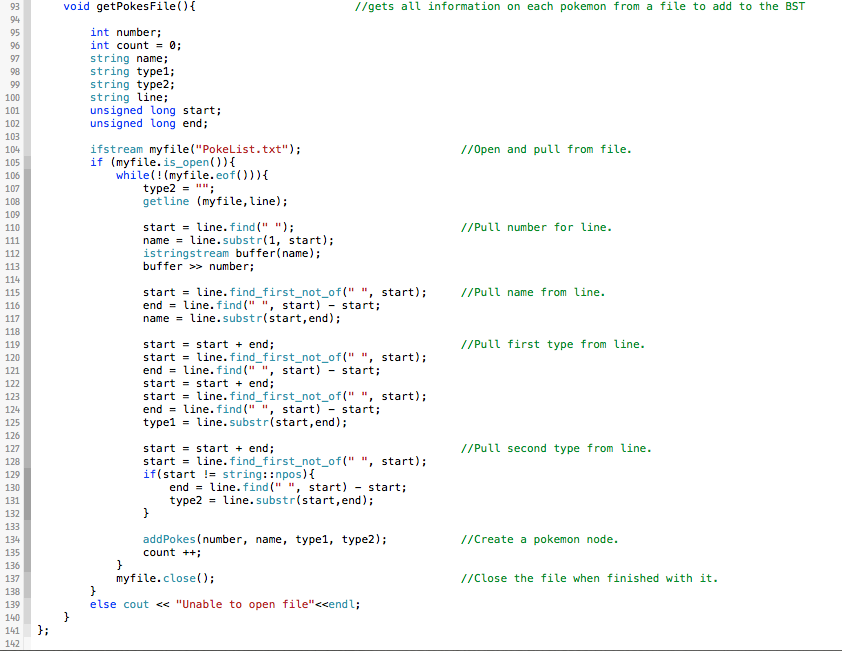 93 void getPokesFile(){ //gets all information on each pokemon from a file to add to the BST
94
95 int number;
96 int count = 0;
97 string name;
98 string type1;
99 string type2;
100 string line;
101 unsigned long start;
102 unsigned long end;
103
104 ifstream myfile("PokeList.txt"); //Open and pull from file.
105 if (myfile.is_open()){
106 while(!(myfile.eof())){
107 type2 = "";
108 getline (myfile,line);
109
110 start = line.find(" "); //Pull number for line.
111 name = line.substr(1, start);
112 istringstream buffer(name);
113 buffer >> number;
114
115 start = line.find_first_not_of(" ", start); //Pull name from line.
116 end = line.find(" ", start) - start;
117 name = line.substr(start,end);
118
119 start = start + end; //Pull first type from line.
120 start = line.find_first_not_of(" ", start);
121 end = line.find(" ", start) - start;
122 start = start + end;
123 start = line.find_first_not_of(" ", start);
124 end = line.find(" ", start) - start;
125 type1 = line.substr(start,end);
126
127 start = start + end; //Pull second type from line.
128 start = line.find_first_not_of(" ", start);
129 if(start != string::npos){
130 end = line.find(" ", start) - start;
131 type2 = line.substr(start,end);
132 }
133
134 addPokes(number, name, type1, type2); //Create a pokemon node.
135 count ++;
136 }
137 myfile.close(); //Close the file when finished with it.
138 }
139 else cout << "Unable to open file"<<endl;
140 }
141 };
142